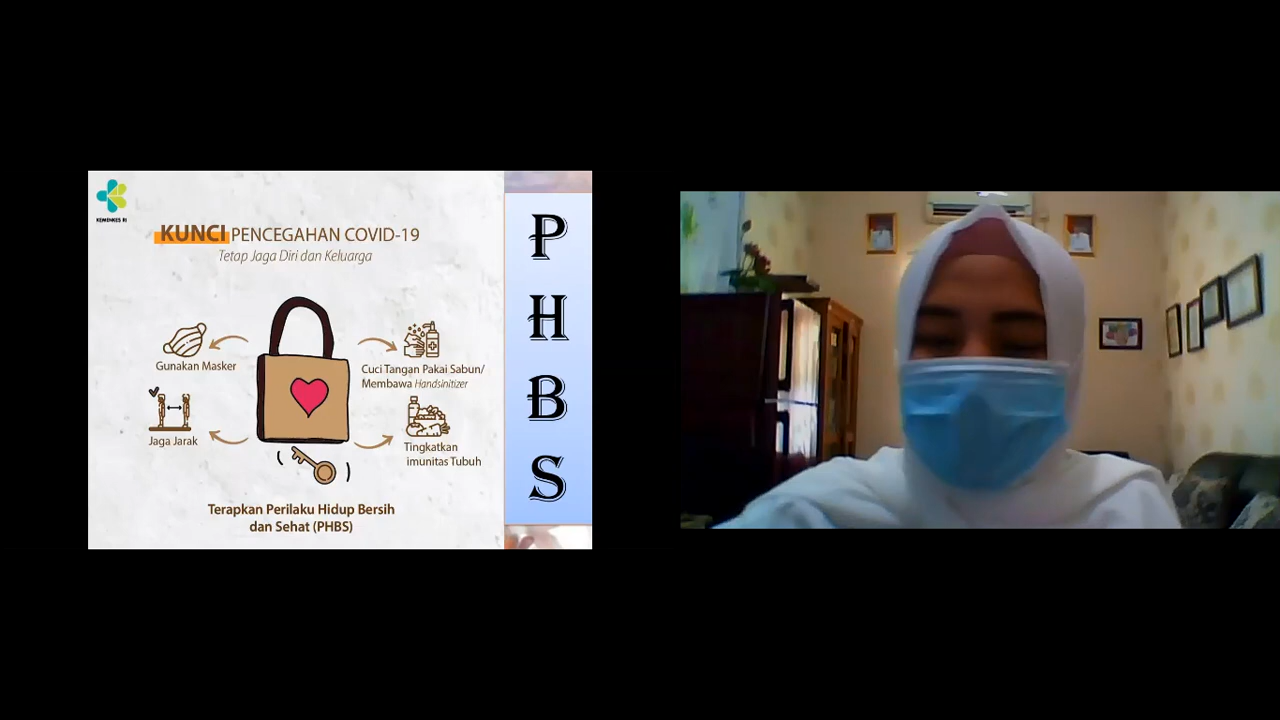 KEMENKES RI
KUNCI PENCEGAHAN COVID-19
Tetap Jaga Diri dan Keluarga
Gunakan Masker
Cuci Tangan Pakai Sabun/
Membawa Handsinitizer
Jaga Jarak
Tingkatkan
imunitas Tubuh
Terapkan Perilaku Hidup Bersih
dan Sehat (PHBS)
P
H
B
S